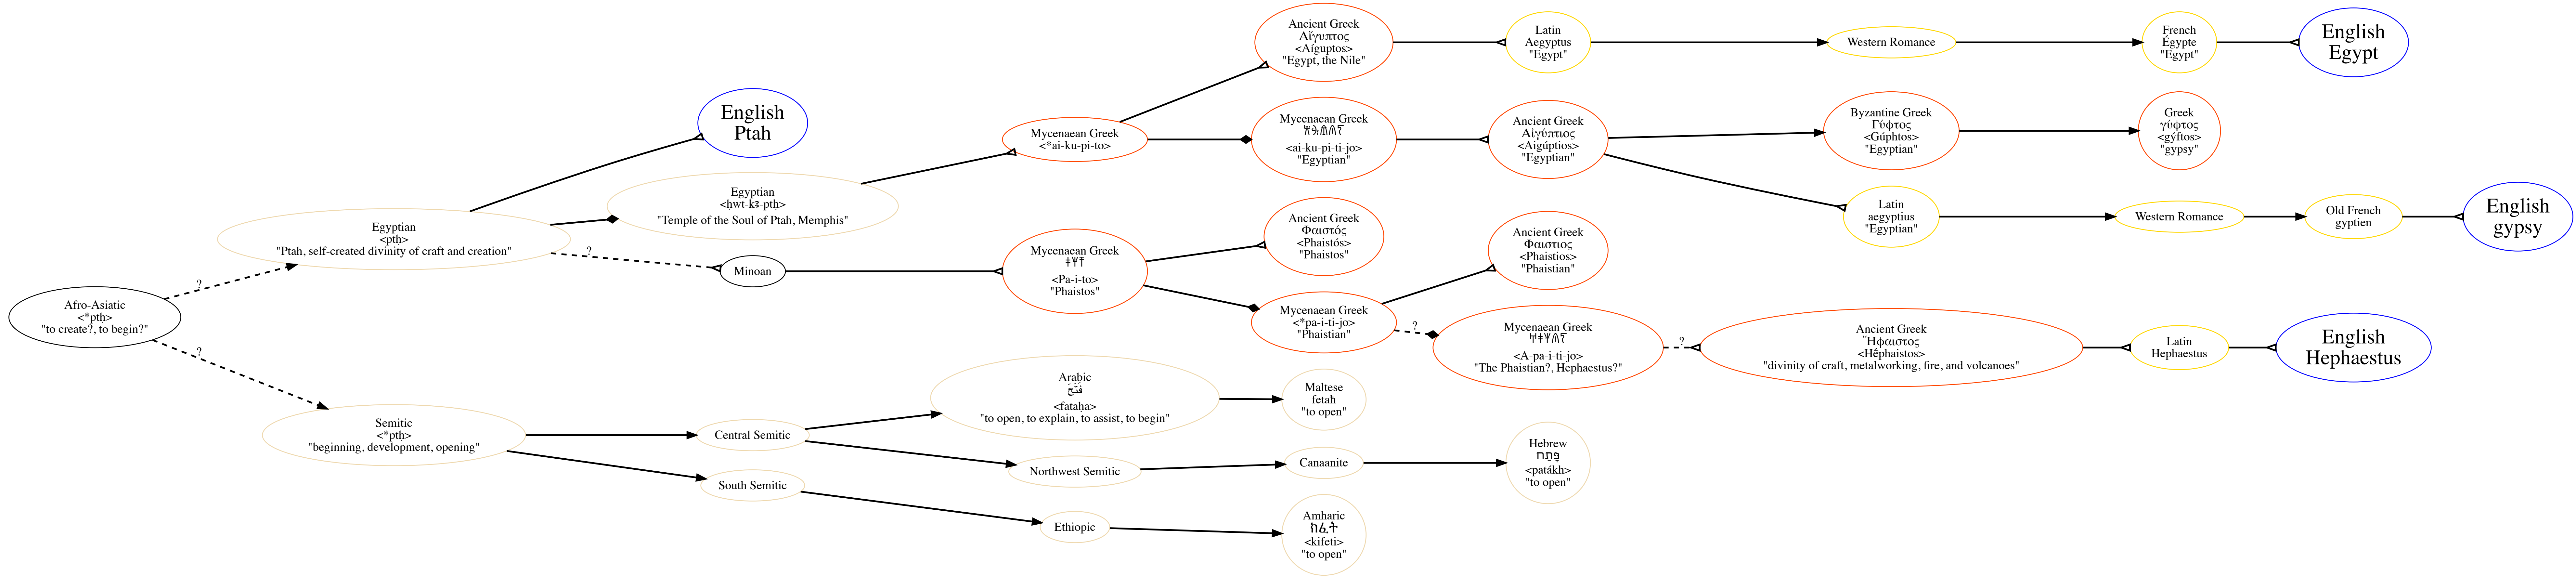 Afro-Asiatic
<*ptḥ>
"to create?, to begin?"
?
?
Egyptian
<ptḥ>
"Ptah, self-created divinity of craft and creation"
Semitic
<*ptḥ>
"beginning, development, opening"
?
English
Ptah
Egyptian
<ḥwt-kꜣ-ptḥ>
"Temple of the Soul of Ptah, Memphis"
Minoan
Central Semitic
South Semitic
Mycenaean Greek
<*ai-ku-pi-to>
Mycenaean Greek
𐀞𐀂𐀵
<Pa-i-to>
"Phaistos"
Arabic
فَتَحَ
<fataḥa>
"to open, to explain, to assist, to begin"
Northwest Semitic
Ethiopic
Ancient Greek
Αἴγυπτος
<Aíguptos>
"Egypt, the Nile"
Mycenaean Greek
𐁁𐀓𐀠𐀴𐀍
<ai-ku-pi-ti-jo>
"Egyptian"
Ancient Greek
Φαιστός
<Phaistós>
"Phaistos"
Mycenaean Greek
<*pa-i-ti-jo>
"Phaistian"
Maltese
fetaħ
"to open"
Canaanite
Amharic
ክፈት
<kifeti>
"to open"
?
Latin
Aegyptus
"Egypt"
Ancient Greek
Αἰγύπτιος
<Aigúptios>
"Egyptian"
Ancient Greek
Φαιστιος
<Phaistios>
"Phaistian"
Mycenaean Greek
𐀀𐀞𐀂𐀴𐀍
<A-pa-i-ti-jo>
"The Phaistian?, Hephaestus?"
Hebrew
פָּתַח
<patákh>
"to open"
?
Western Romance
Byzantine Greek
Γύφτος
<Gúphtos>
"Egyptian"
Latin
aegyptius
"Egyptian"
Ancient Greek
Ἥφαιστος
<Hḗphaistos>
"divinity of craft, metalworking, fire, and volcanoes"
French
Égypte
"Egypt"
Greek
γύφτος
<gýftos>
"gypsy"
Western Romance
Latin
Hephaestus
English
Egypt
Old French
gyptien
English
Hephaestus
English
gypsy